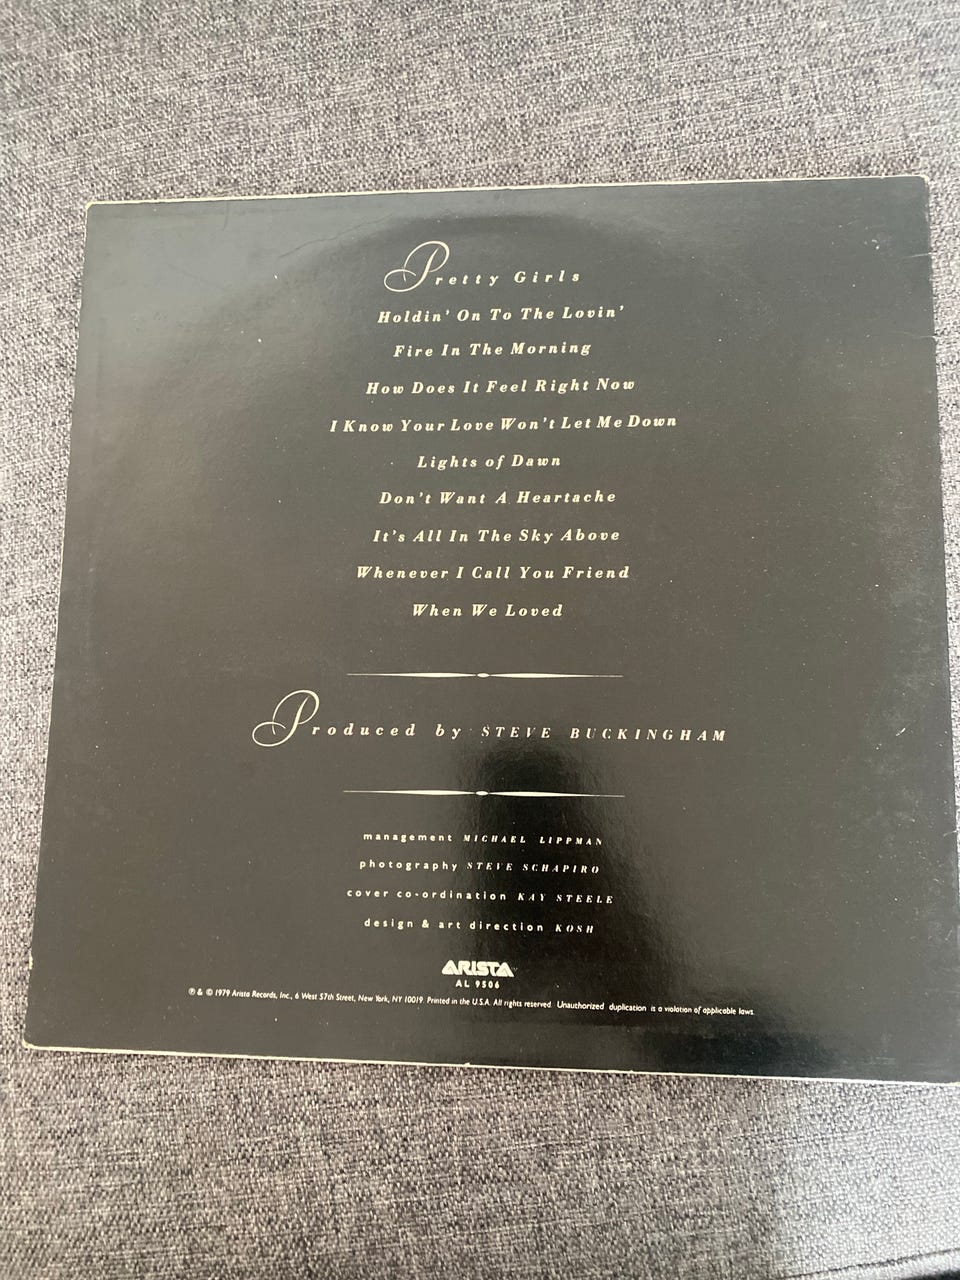 Pretty Girls
Holdin' On To The Lovin'
Fire In The Morning
How Does It Feel Right Now
I Know Your Love Won't Let Me Down
Lights of Dawn
Don't Want A Heartache
It's All In The Sky Above
Whenever I Call You Friend
When We Loved
Produced by STEVE BUCKINGHAM
management MICHAEL LIPPMAN
photography STEVE SCHAPIRO
cover co-ordination KAY STEELE
design & art direction KOSH
ARISTA
AL 9506
℗ & © 1979 Arista Records, Inc., 6 West 57th Street, New York, NY 10019. Printed in the U.S.A. All rights reserved. Unauthorized duplication is a violation of applicable laws.